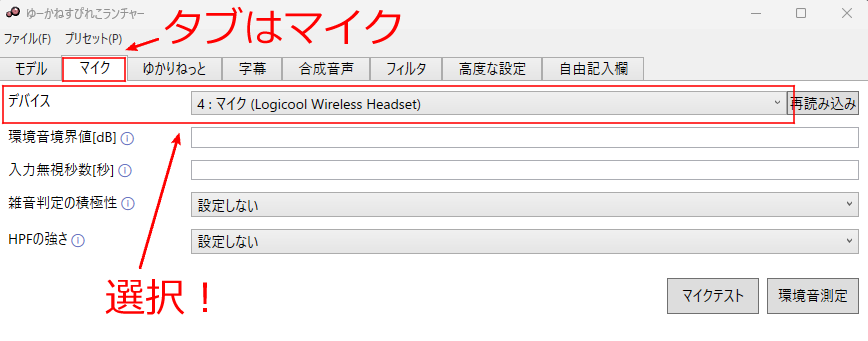 ゆーかねすぴれこランチャー
ファイル(F) プリセット(P)
タブはマイク
モデル マイク ゆかりねっと 字幕 合成音声 フィルタ 高度な設定 自由記入欄
デバイス 4 : マイク (Logicool Wireless Headset) 再読み込み
環境音境界値[dB]
入力無視秒数[秒]
雑音判定の積極性 設定しない
HPFの強さ 設定しない
選択！
マイクテスト 環境音測定